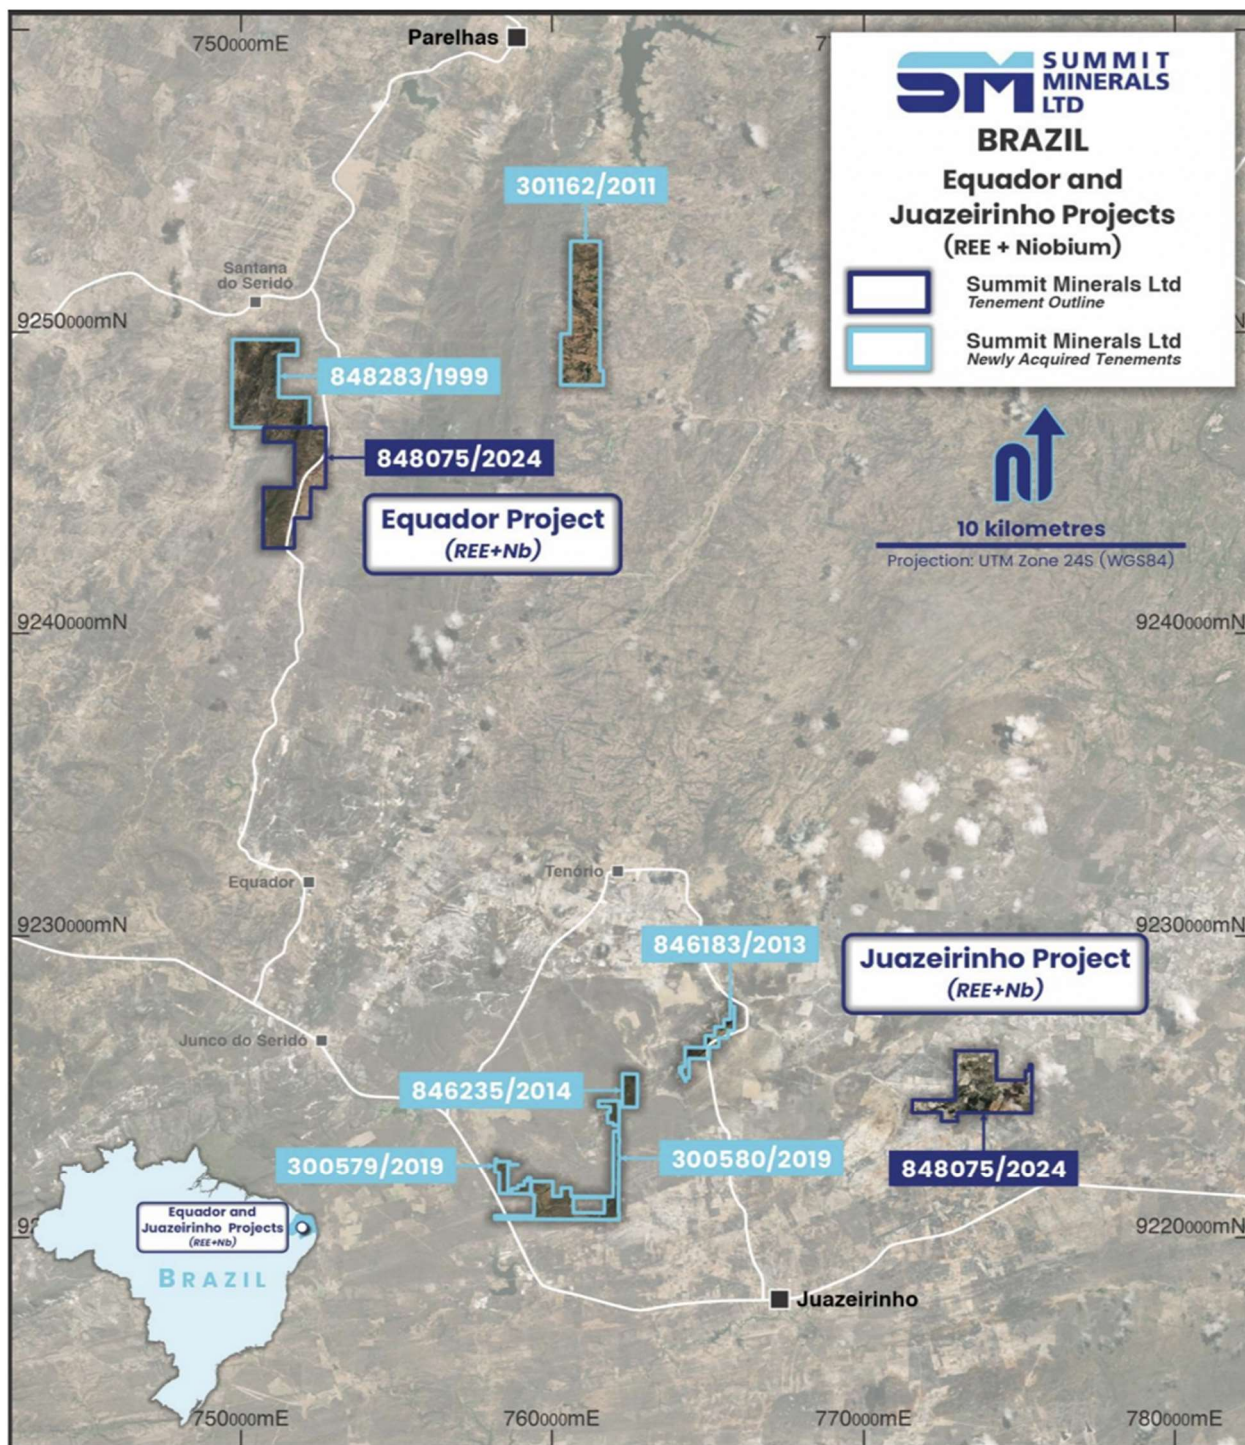 750000mE
Parelhas
7
SUMMIT
MINERALS
LTD
SM
BRAZIL
Equador and
Juazeirinho Projects
(REE + Niobium)
Summit Minerals Ltd
Tenement Outline
Summit Minerals Ltd
Newly Acquired Tenements
301162/2011
Santana
do Seridó
9250000mN
848283/1999
848075/2024
Equador Project
(REE+Nb)
N
10 kilometres
Projection: UTM Zone 24S (WGS84)
9240000mN
9240000mN
Equador
Tenório
9230000mN
9230000mN
846183/2013
Juazeirinho Project
(REE+Nb)
Junco do Seridó
846235/2014
300579/2019
300580/2019
848075/2024
Equador and
Juazeirinho Projects
(REE+Nb)
BRAZIL
92
9220000mN
Juazeirinho
750000mE
760000mE
770000mE
780000mE